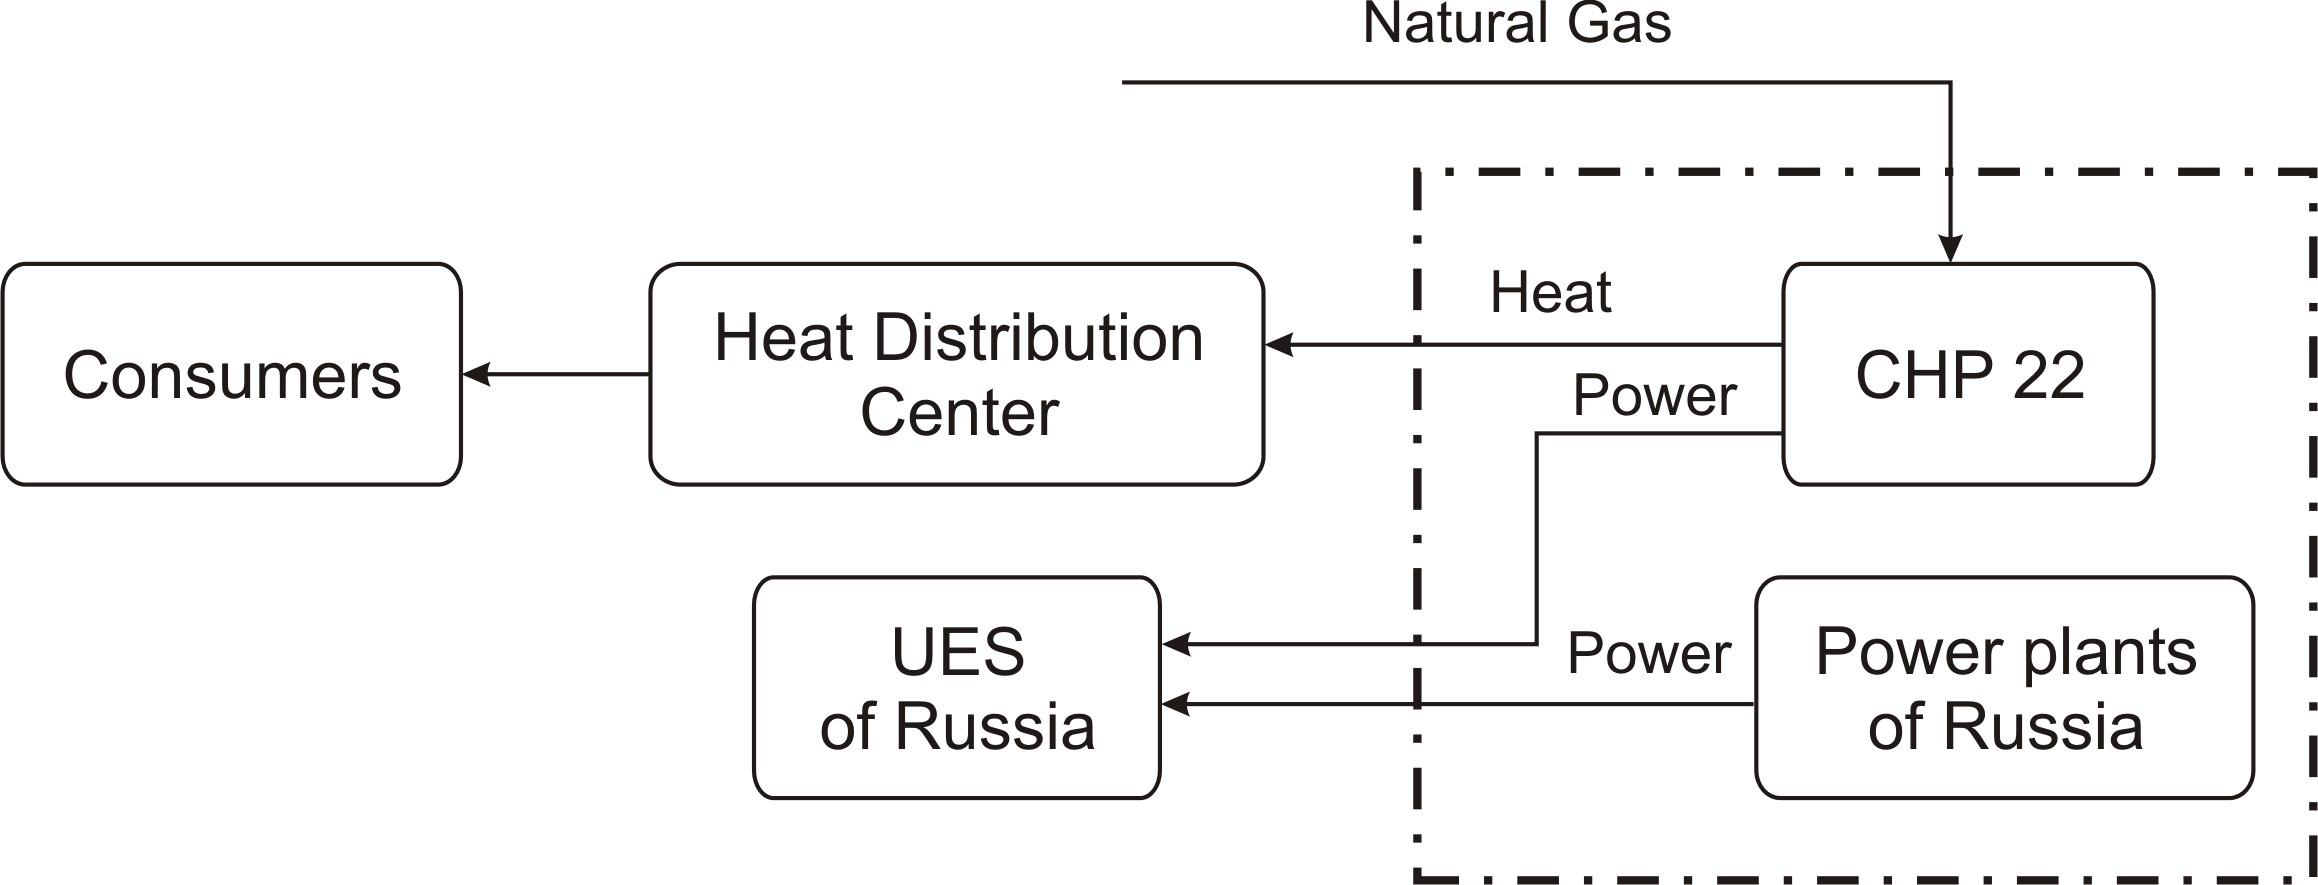 Natural Gas
Heat
Consumers
Heat Distribution
Center
Power
CHP 22
UES
of Russia
Power
Power plants
of Russia